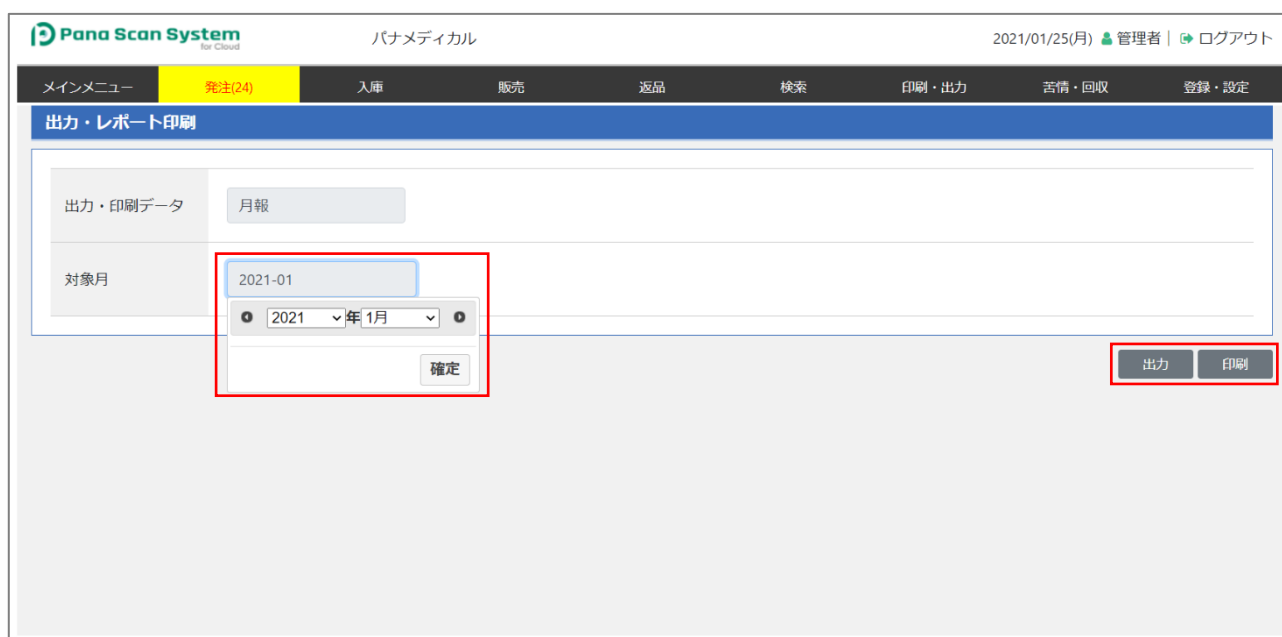 Pana Scan System
for Cloud
パナメディカル
2021/01/25(月) 管理者| ログアウト
メインメニュー 発注(24) 入庫 販売 返品 検索 印刷・出力 苦情・回収 登録・設定
出力・レポート印刷
出力・印刷データ 月報
対象月 2021-01
2021 年 1月
確定
出力 印刷